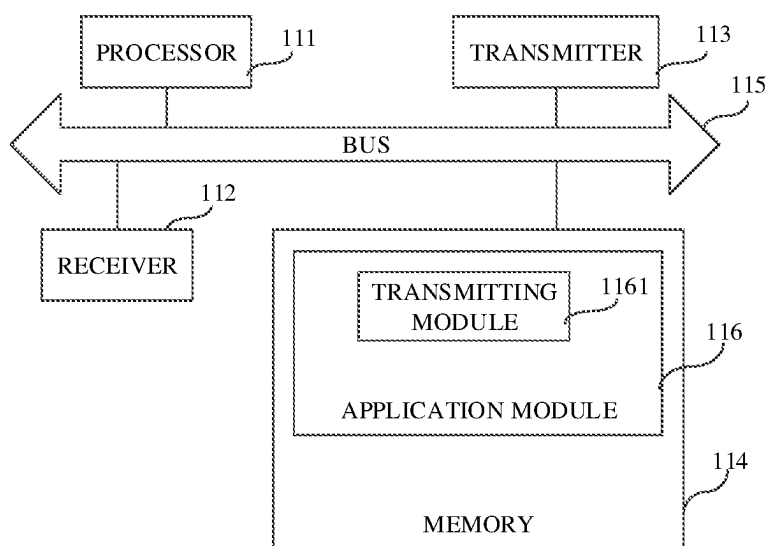 PROCESSOR
111
TRANSMITTER
113
115
BUS
112
RECEIVER
TRANSMITTING
MODULE
1161
116
APPLICATION MODULE
114
MEMORY